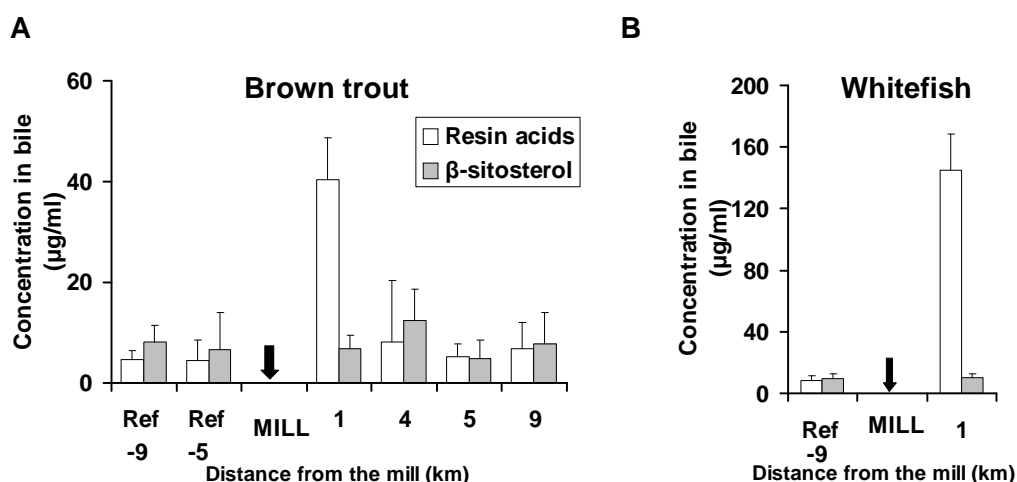 A
Brown trout
Concentration in bile
(µg/ml)
60
40
20
0
Resin acids
β-sitosterol
Ref
-9
Ref
-5
MILL
1
4
5
9
Distance from the mill (km)
B
Whitefish
Concentration in bile
(µg/ml)
200
160
120
80
40
0
Ref
-9
MILL
1
Distance from the mill (km)